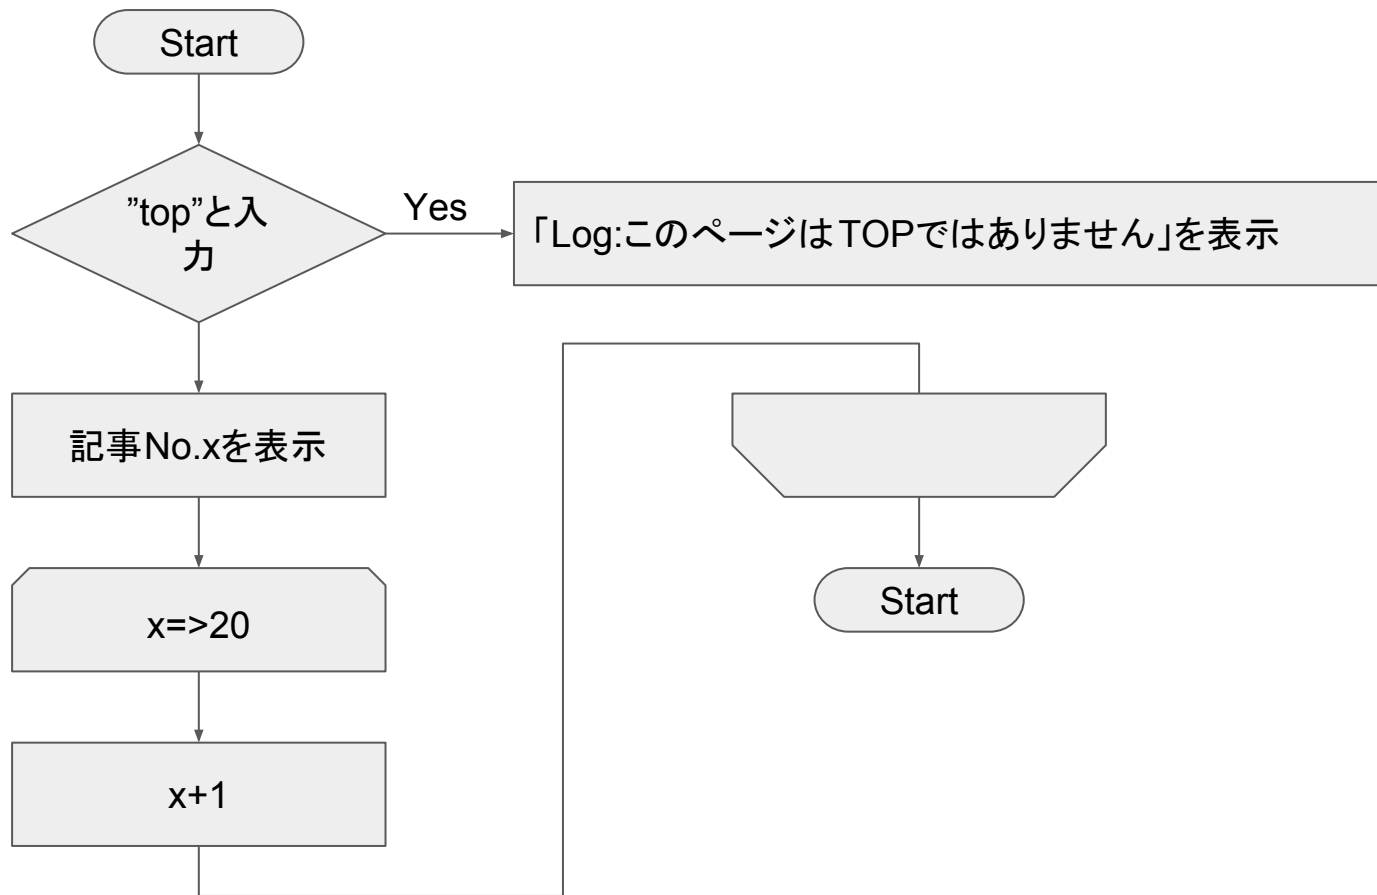 Start
”top”と入
力
Yes
「Log:このページはTOPではありません」を表示
記事No.xを表示
x=>20
x+1
Start